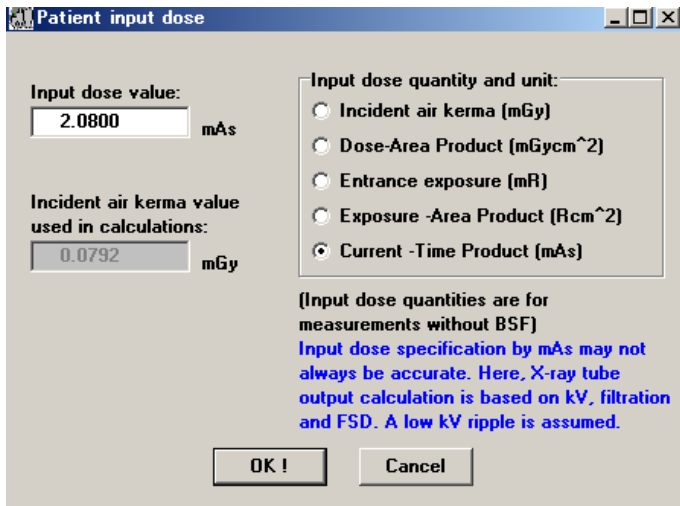 Patient input dose
Input dose value:
2.0800 mAs
Incident air kerma value
used in calculations:
0.0792 mGy
Input dose quantity and unit:
Incident air kerma (mGy)
Dose-Area Product (mGycm^2)
Entrance exposure (mR)
Exposure -Area Product (Rcm^2)
Current -Time Product (mAs)
(Input dose quantities are for
measurements without BSF)
Input dose specification by mAs may not
always be accurate. Here, X-ray tube
output calculation is based on kV, filtration
and FSD. A low kV ripple is assumed.
OK !
Cancel